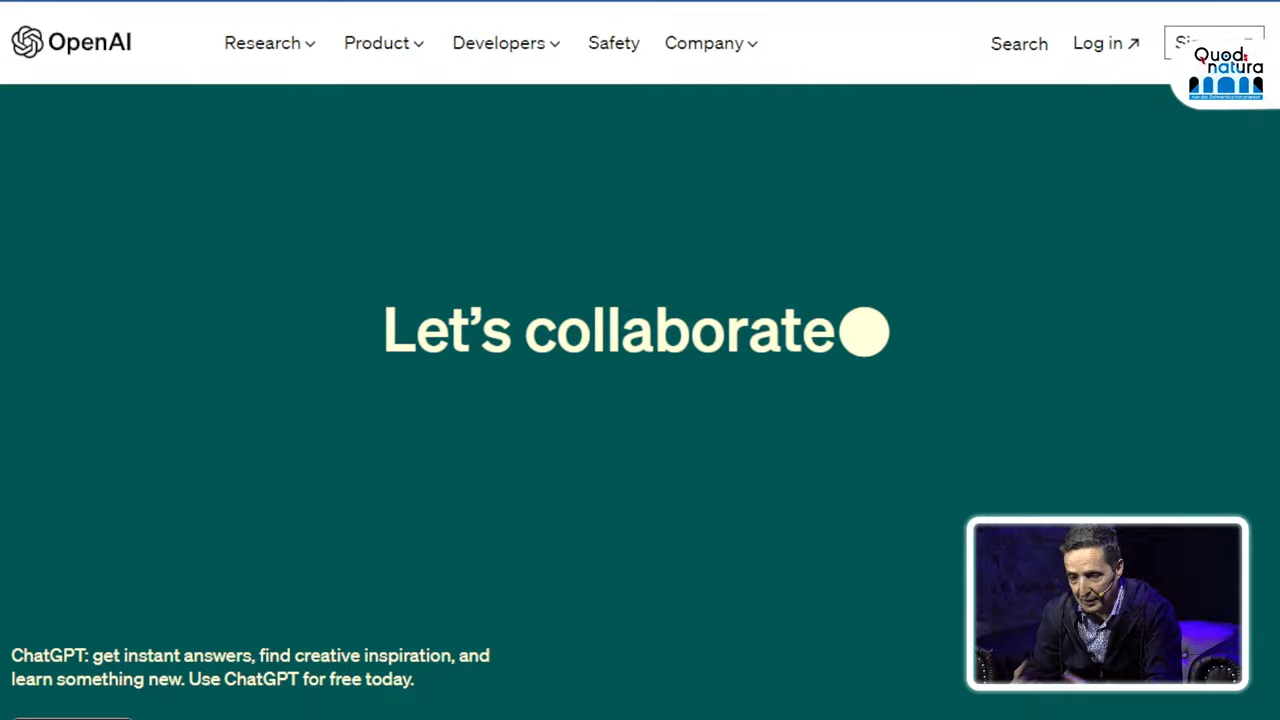 OpenAI
Research
Product
Developers
Safety
Company
Search
Log in
Quod
natura
Let's collaborate
ChatGPT: get instant answers, find creative inspiration, and
learn something new. Use ChatGPT for free today.